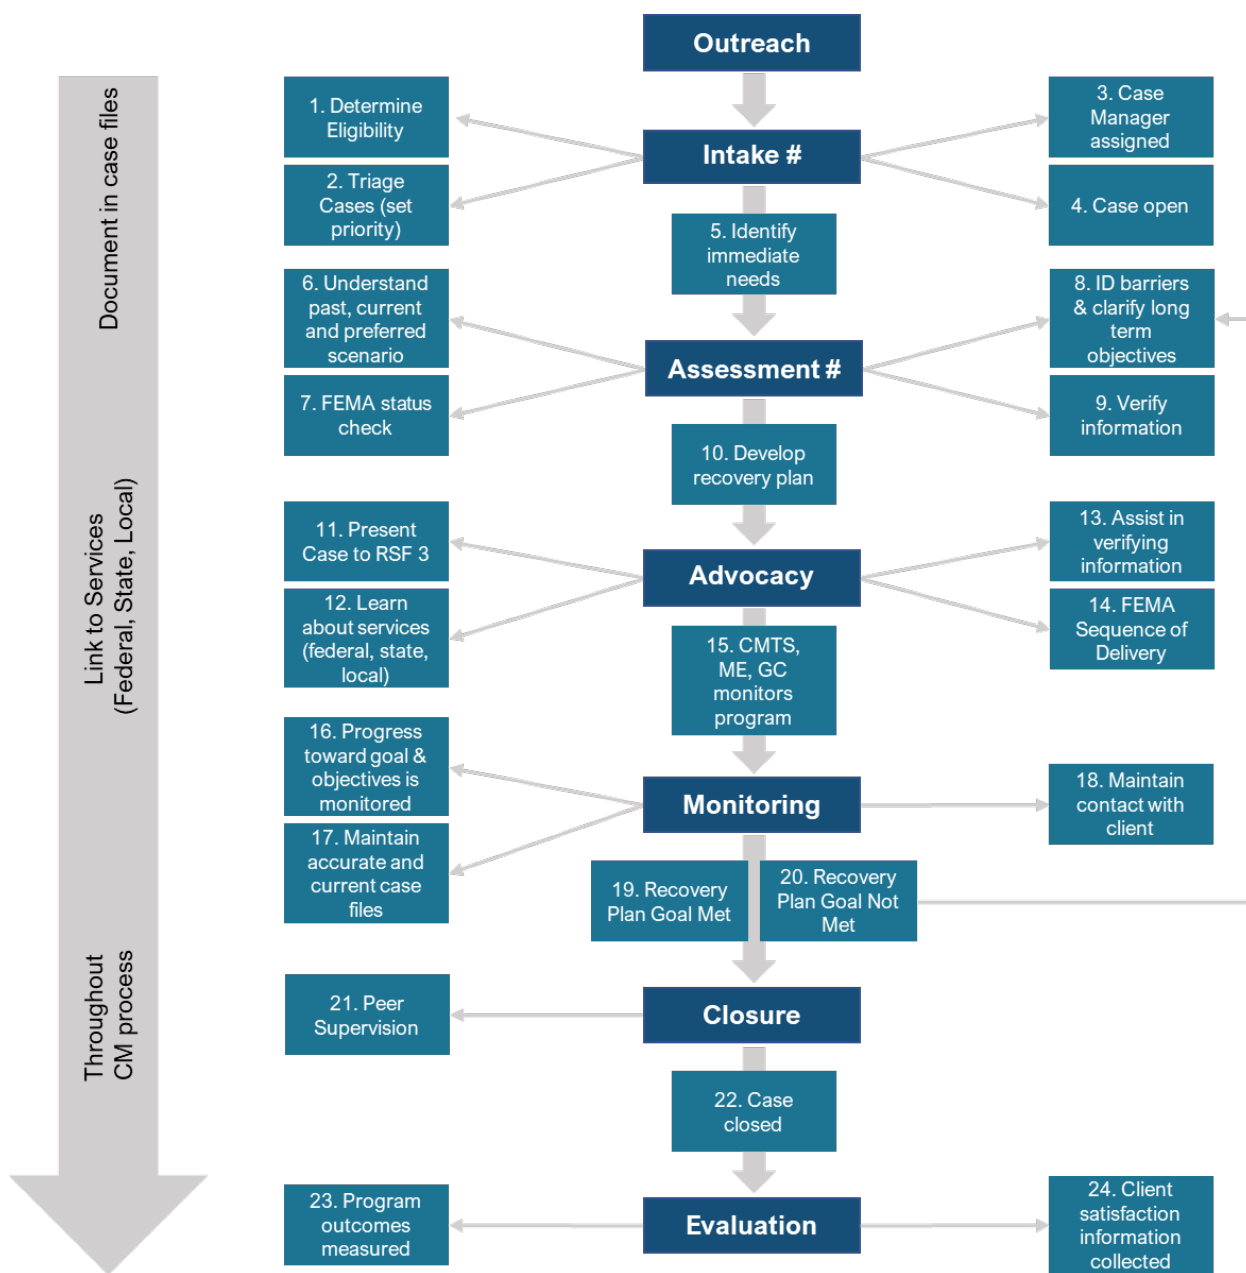 Outreach
1. Determine
Eligibility
3. Case
Manager
assigned
Intake #
2. Triage
Cases (set
priority)
4. Case open
5. Identify
immediate
needs
6. Understand
past, current
and preferred
scenario
8. ID barriers
& clarify long
term
objectives
Assessment #
7. FEMA status
check
9. Verify
information
10. Develop
recovery plan
11. Present
Case to RSF 3
13. Assist in
verifying
information
Advocacy
12. Learn
about services
(federal, state,
local)
14. FEMA
Sequence of
Delivery
15. CMTS,
ME, GC
monitors
program
16. Progress
toward goal &
objectives is
monitored
Monitoring
18. Maintain
contact with
client
17. Maintain
accurate and
current case
files
19. Recovery
Plan Goal Met
20. Recovery
Plan Goal Not
Met
21. Peer
Supervision
Closure
22. Case
closed
23. Program
outcomes
measured
Evaluation
24. Client
satisfaction
information
collected
Document in case files
Link to Services
(Federal, State, Local)
Throughout
CM process